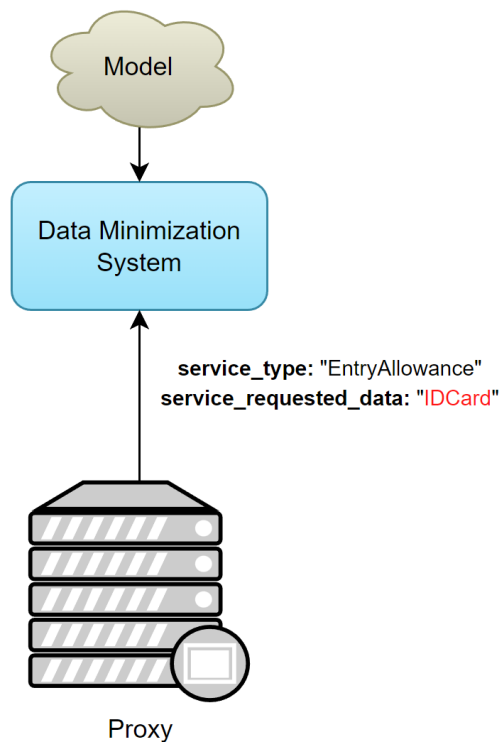 Model
Data Minimization
System
service_type: "EntryAllowance"
service_requested_data: "IDCard"
Proxy